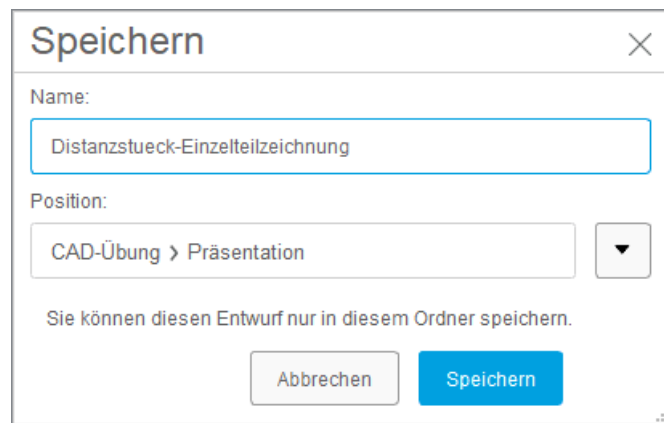 Speichern
Name:
Distanzstueck-Einzelteilzeichnung
Position:
CAD-Übung > Präsentation
Sie können diesen Entwurf nur in diesem Ordner speichern.
Abbrechen Speichern